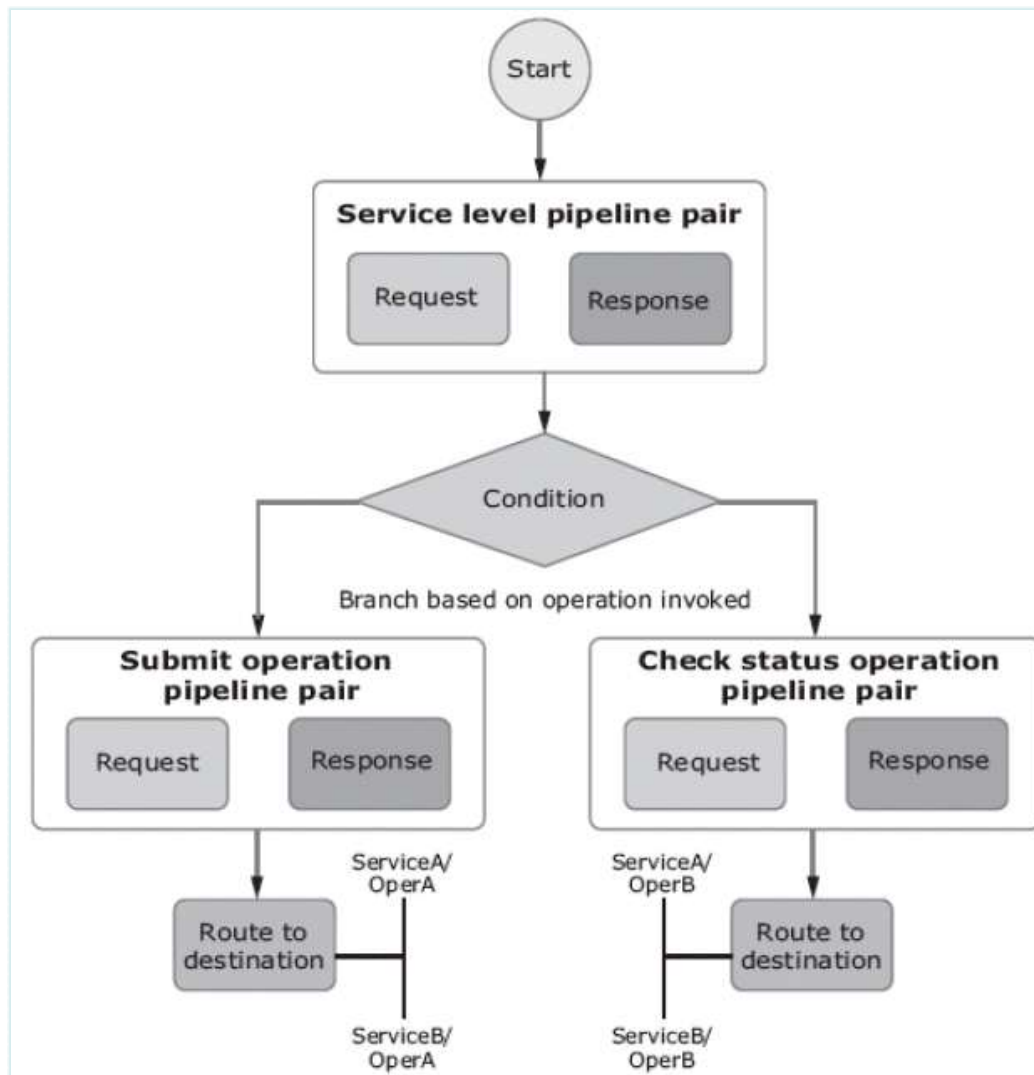 Start
Service level pipeline pair
Request
Response
Condition
Branch based on operation invoked
Submit operation
pipeline pair
Request
Response
Check status operation
pipeline pair
Request
Response
ServiceA/
OperA
Route to
destination
ServiceB/
OperA
ServiceA/
OperB
Route to
destination
ServiceB/
OperB